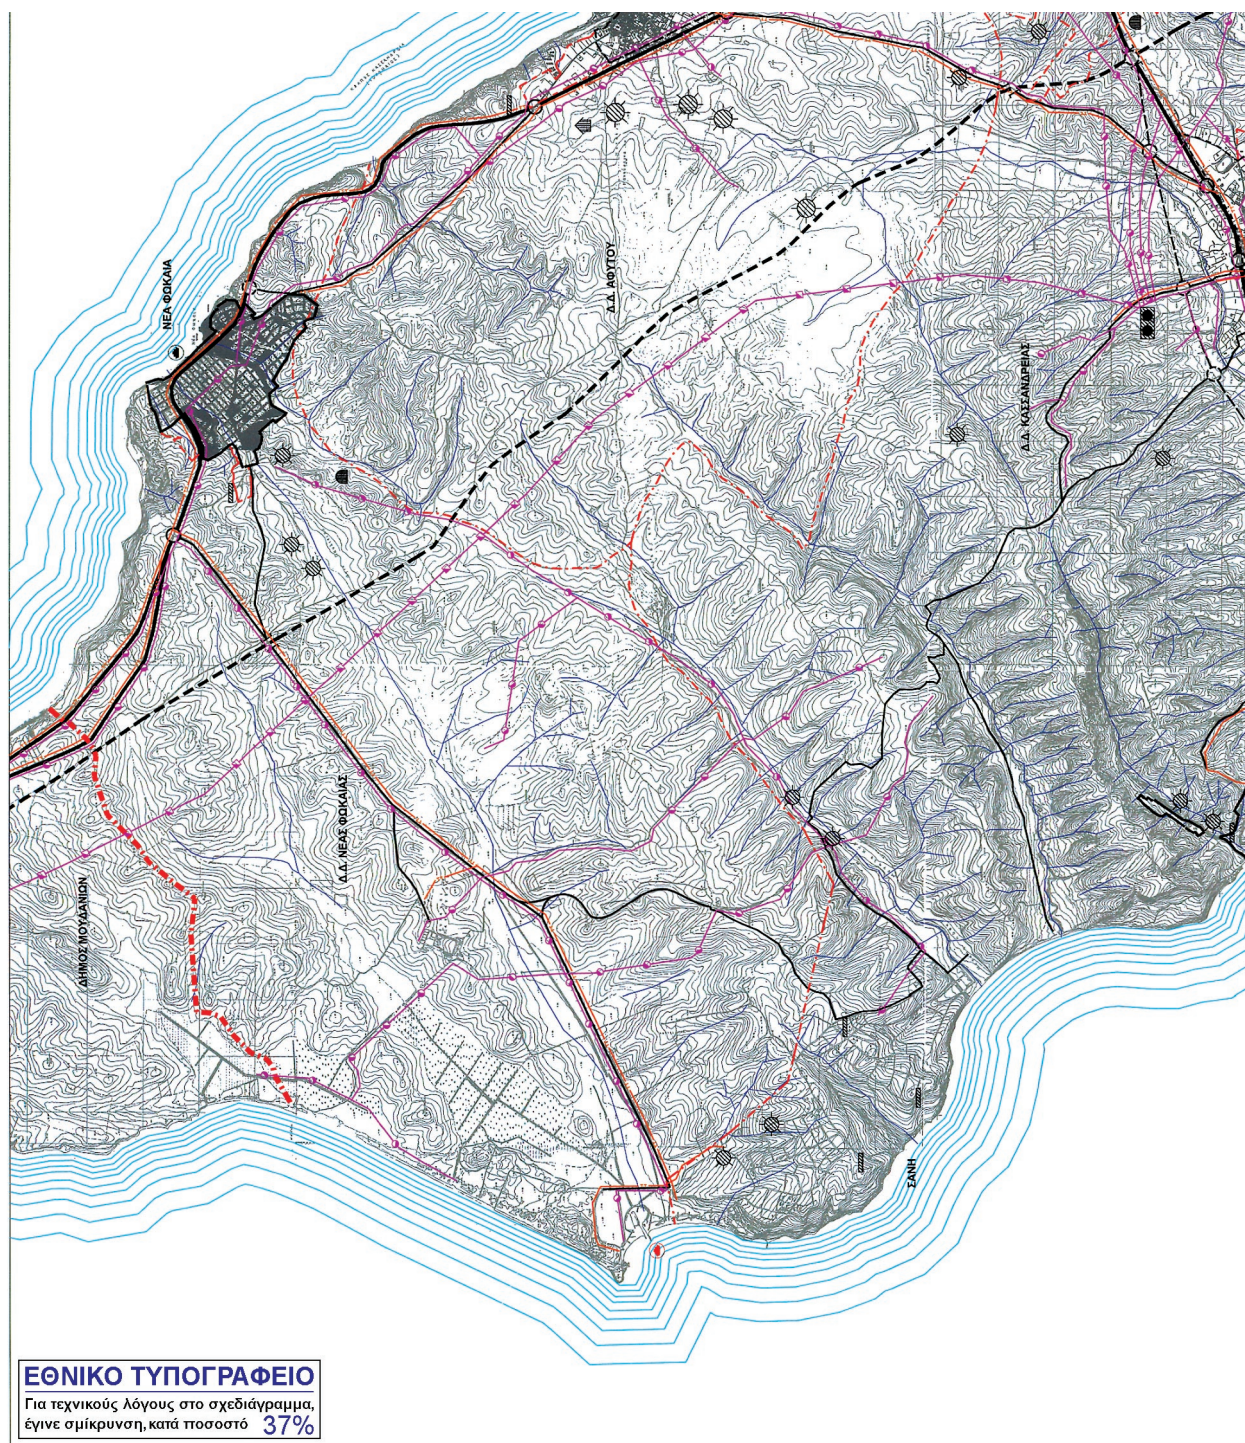 ΝΕΑ ΦΩΚΑΙΑ
Δ.Δ. ΑΦΥΤΟΥ
Δ.Δ. ΚΑΣΣΑΝΔΡΕΙΑΣ
Δ.Δ. ΝΕΑΣ ΦΩΚΑΙΑΣ
ΔΗΜΟΣ ΜΟΥΔΑΝΙΩΝ
ΣΑΝΗ
ΕΘΝΙΚΟ ΤΥΠΟΓΡΑΦΕΙΟ
Για τεχνικούς λόγους στο σχεδιάγραμμα,
έγινε σμίκρυνση, κατά ποσοστό 37%